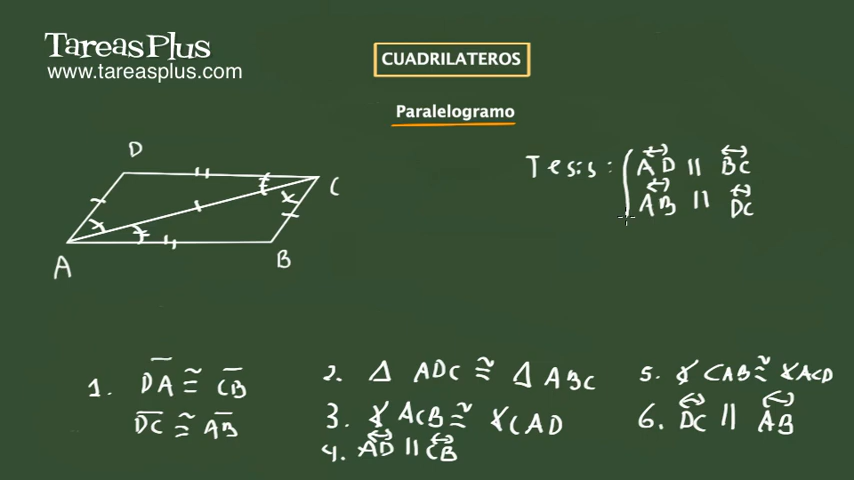 TareasPlus
www.tareasplus.com
CUADRILATEROS
Paralelogramo
D
C
A
B
Tesis: AD || BC
AB || DC
1. DA ≅ CB
DC ≅ AB
2. Δ ADC ≅ Δ ABC
3. ∡ ACB ≅ ∡ CAD
4. AD || CB
5. ∡ CAB ≅ ∡ ACD
6. DC || AB